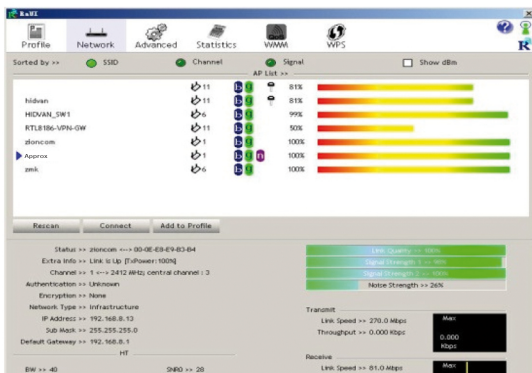 RaUI
Profile Network Advanced Statistics WMM WPS
Sorted by >> SSID Channel Signal Show dBm
AP List >>
11 b g 81%
hidvan 11 b g 81%
HIDVAN_SW1 6 b g 99%
RTL8186-VPN-GW 11 b g 50%
zioncom 1 b g 100%
Approx 1 b g n 100%
zmk 6 b g 100%
Rescan Connect Add to Profile
Status >> zioncom <--> 00-0E-E8-E9-83-84
Extra Info >> Link is Up [TxPower:100%]
Channel >> 1 <--> 2412 MHz; central channel : 3
Authentication >> Unknown
Encryption >> None
Network Type >> Infrastructure
IP Address >> 192.168.8.13
Sub Mask >> 255.255.255.0
Default Gateway >> 192.168.8.1
HT
BW >> 40 SNR0 >> 28
Link Quality >> 100%
Signal Strength 1 >> 99%
Signal Strength 2 >> 100%
Noise Strength >> 26%
Transmit
Link Speed >> 270.0 Mbps
Throughput >> 0.000 Kbps
Max
0.000
Kbps
Receive
Link Speed >> 81.0 Mbps
Max